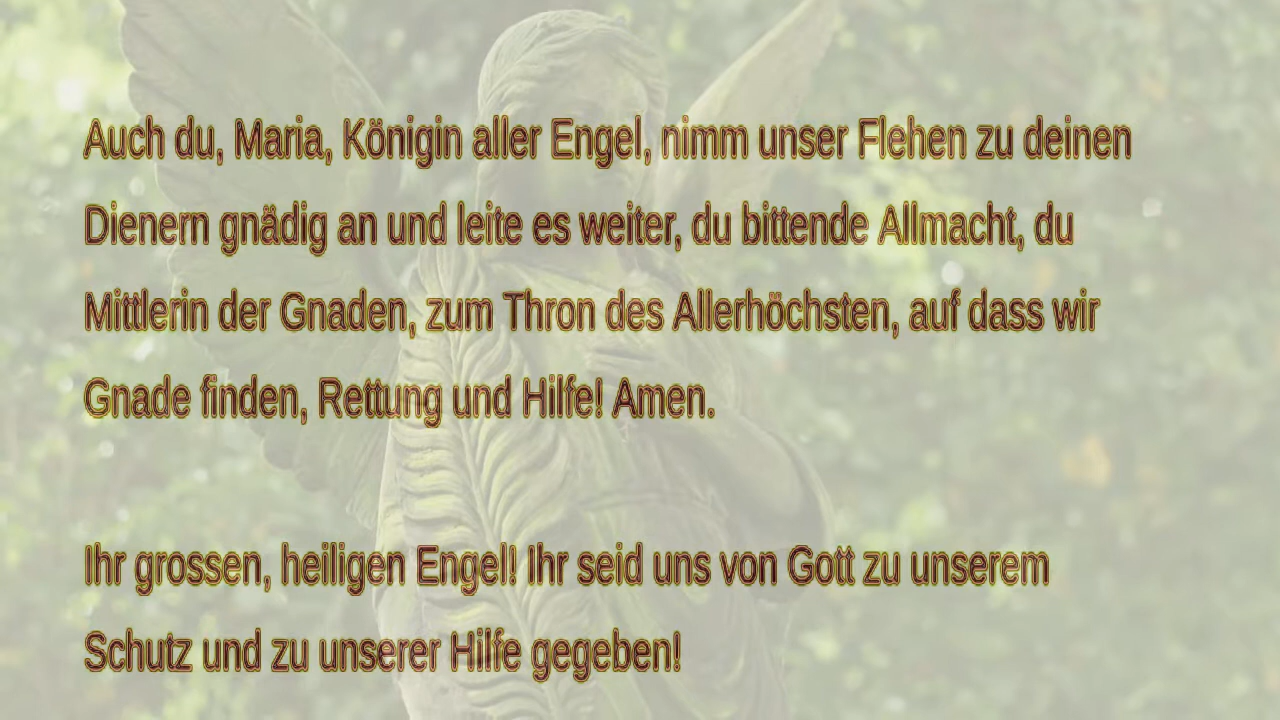 Auch du, Maria, Königin aller Engel, nimm unser Flehen zu deinen
Dienern gnädig an und leite es weiter, du bittende Allmacht, du
Mittlerin der Gnaden, zum Thron des Allerhöchsten, auf dass wir
Gnade finden, Rettung und Hilfe! Amen.
Ihr grossen, heiligen Engel! Ihr seid uns von Gott zu unserem
Schutz und zu unserer Hilfe gegeben!